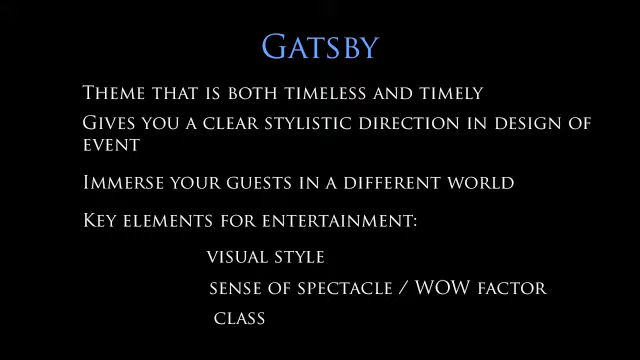 Gatsby
Theme that is both timeless and timely
Gives you a clear stylistic direction in design of
event
Immerse your guests in a different world
Key elements for entertainment:
visual style
sense of spectacle / WOW factor
class